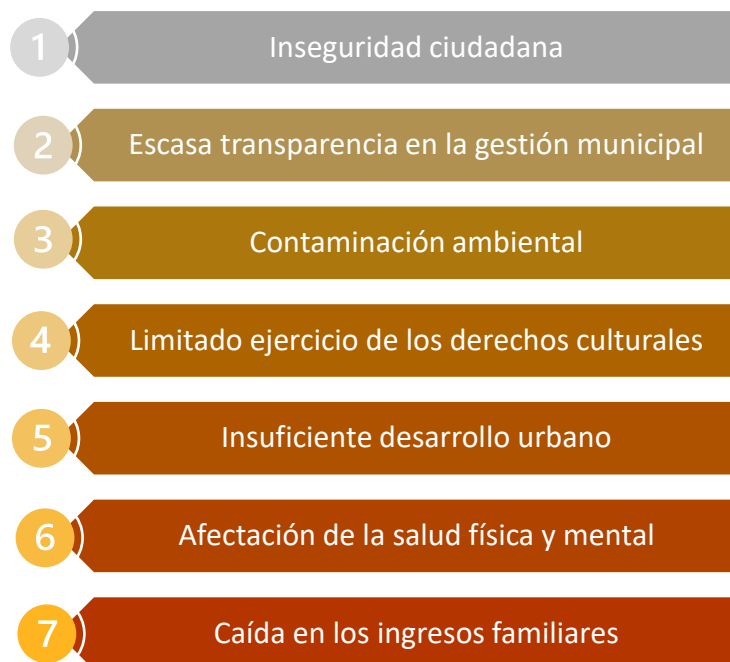 1 Inseguridad ciudadana
2 Escasa transparencia en la gestión municipal
3 Contaminación ambiental
4 Limitado ejercicio de los derechos culturales
5 Insuficiente desarrollo urbano
6 Afectación de la salud física y mental
7 Caída en los ingresos familiares